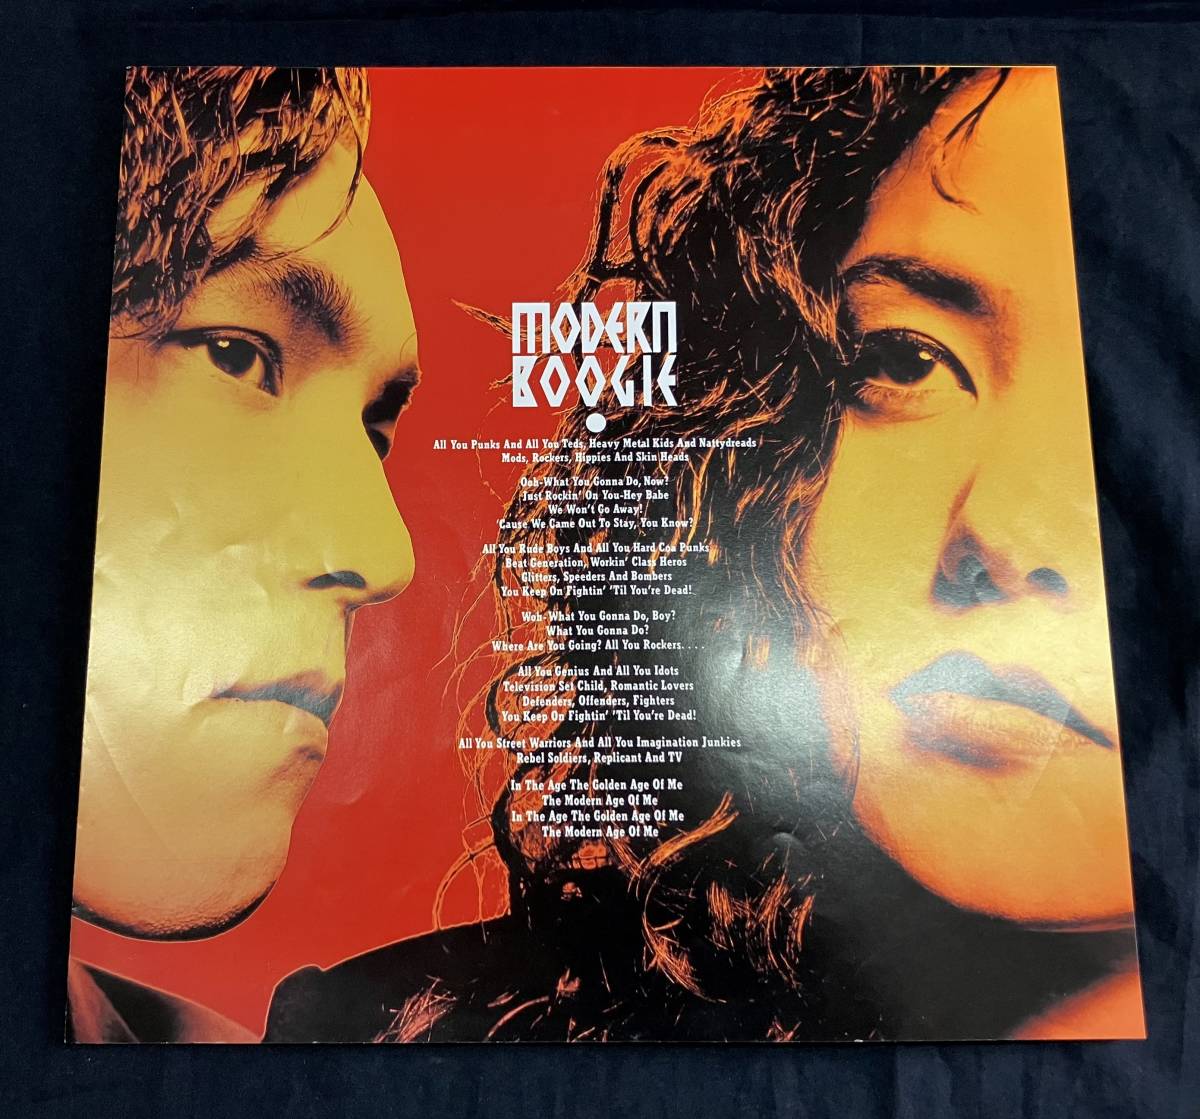 MODERN
BOOGIE
All You Punks And All You Teds, Heavy Metal Kids And Nattydreads
Mods, Rockers, Hippies And Skin Heads
Ooh-What You Gonna Do, Now?
Just Rockin' On You-Hey Babe
We Won't Go Away!
'Cause We Came Out To Stay, You Know?
All You Rude Boys And All You Hard Coa Punks
Beat Generation, Workin' Class Heros
Glitters, Speeders And Bombers
You Keep On Fightin' 'Til You're Dead!
Woh-What You Gonna Do, Boy?
What You Gonna Do?
Where Are You Going? All You Rockers....
All You Genius And All You Idots
Television Set Child, Romantic Lovers
Defenders, Offenders, Fighters
You Keep On Fightin' 'Til You're Dead!
All You Street Warriors And All You Imagination Junkies
Rebel Soldiers, Replicant And TV
In The Age The Golden Age Of Me
The Modern Age Of Me
In The Age The Golden Age Of Me
The Modern Age Of Me